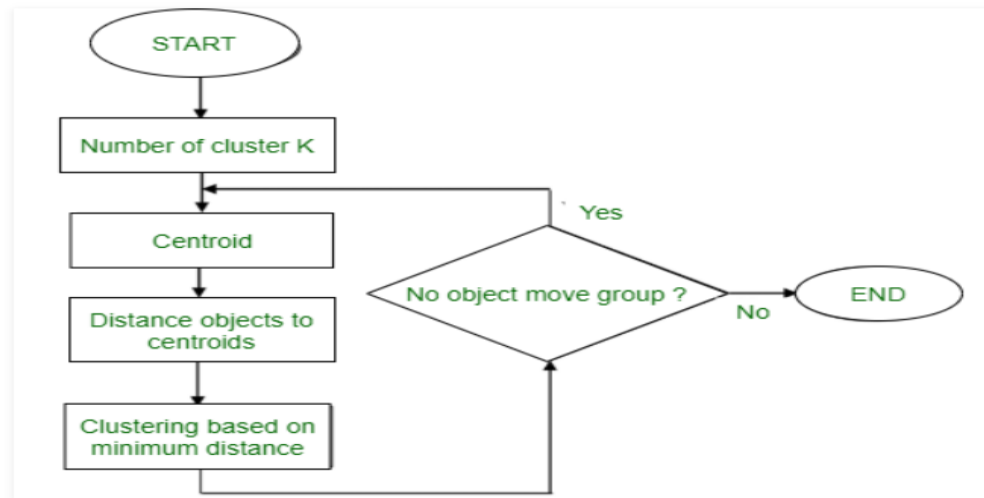 START
Number of cluster K
Centroid
Distance objects to
centroids
Clustering based on
minimum distance
Yes
No object move group ?
No
END